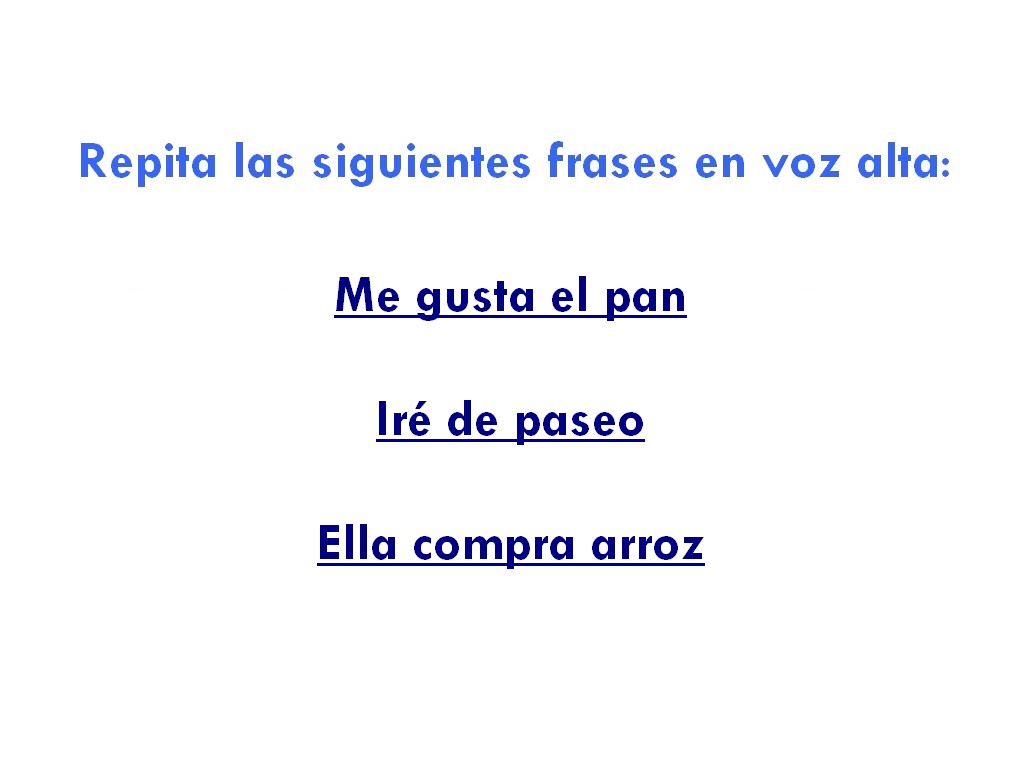 Repita las siguientes frases en voz alta:
Me gusta el pan
Iré de paseo
Ella compra arroz